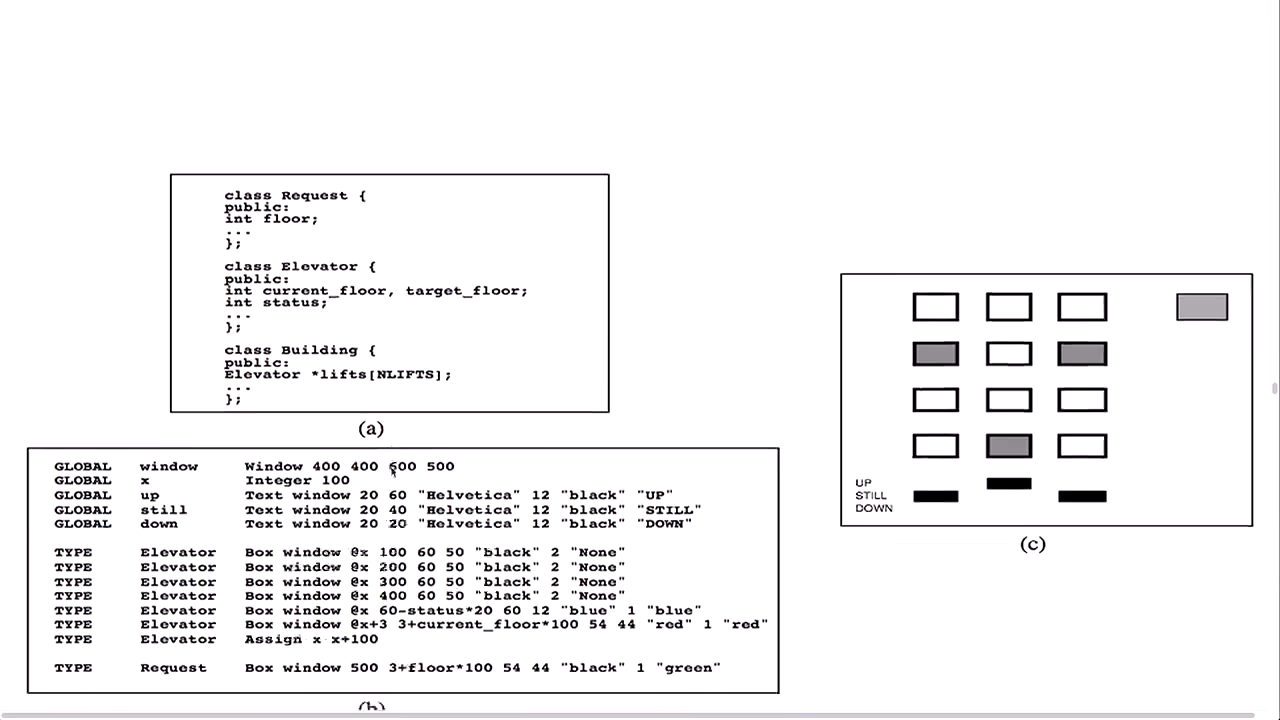 class Request {
public:
int floor;
...
};
class Elevator {
public:
int current_floor, target_floor;
int status;
...
};
class Building {
public:
Elevator *lifts[NLIFTS];
...
};
(a)
GLOBAL window Window 400 400 600 500
GLOBAL x Integer 100
GLOBAL up Text window 20 60 "Helvetica" 12 "black" "UP"
GLOBAL still Text window 20 40 "Helvetica" 12 "black" "STILL"
GLOBAL down Text window 20 20 "Helvetica" 12 "black" "DOWN"
TYPE Elevator Box window @x 100 60 50 "black" 2 "None"
TYPE Elevator Box window @x 200 60 50 "black" 2 "None"
TYPE Elevator Box window @x 300 60 50 "black" 2 "None"
TYPE Elevator Box window @x 400 60 50 "black" 2 "None"
TYPE Elevator Box window @x 60-status*20 60 12 "blue" 1 "blue"
TYPE Elevator Box window @x+3 3+current_floor*100 54 44 "red" 1 "red"
TYPE Elevator Assign x x+100
TYPE Request Box window 500 3+floor*100 54 44 "black" 1 "green"
(b)
UP
STILL
DOWN
(c)